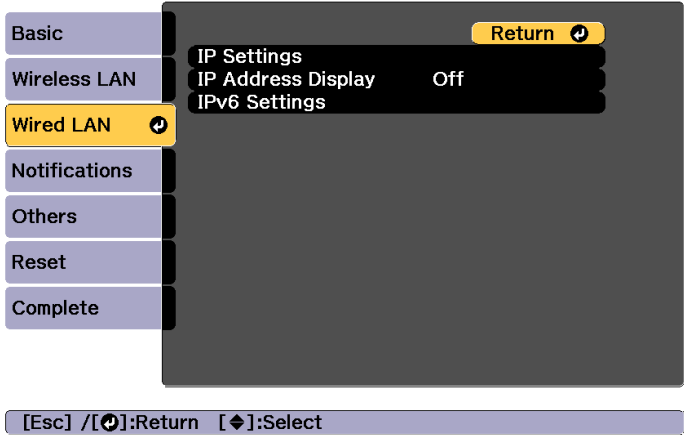 Basic
Wireless LAN
Wired LAN
Notifications
Others
Reset
Complete
Return
IP Settings
IP Address Display Off
IPv6 Settings
[Esc] /[]:Return []:Select